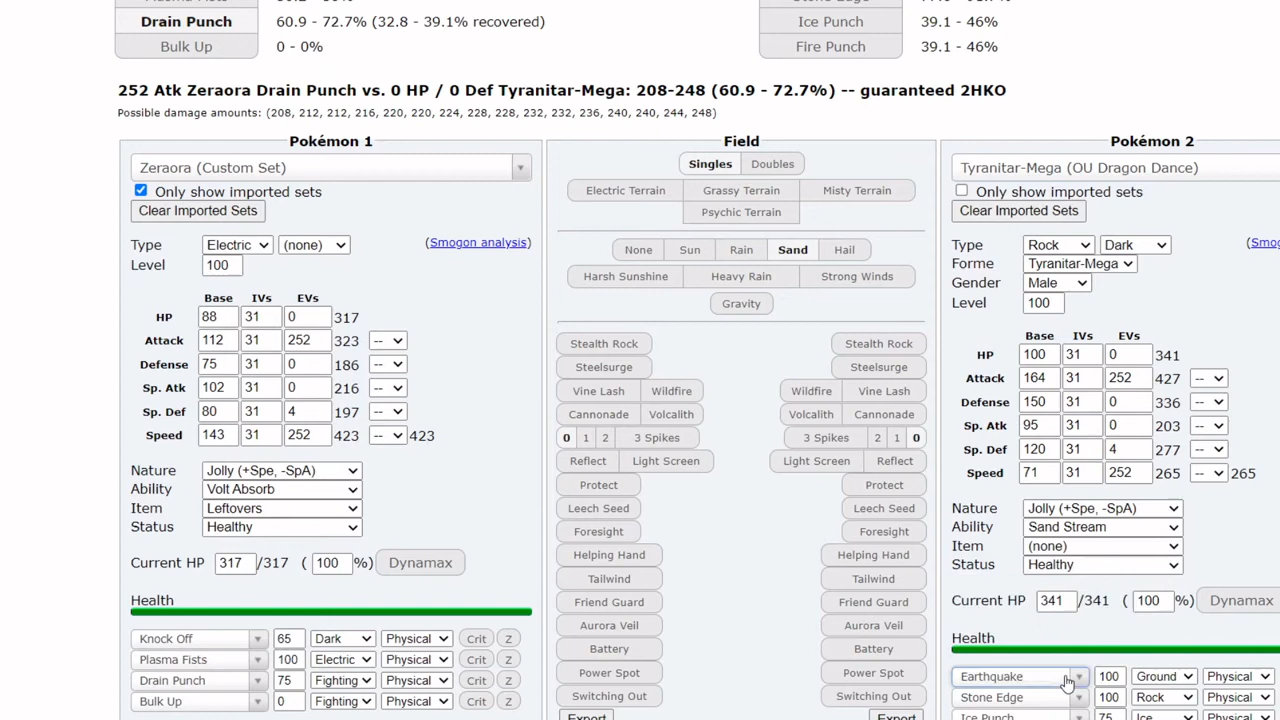 Drain Punch 60.9 - 72.7% (32.8 - 39.1% recovered) Ice Punch 39.1 - 46%
Bulk Up 0 - 0% Fire Punch 39.1 - 46%
252 Atk Zeraora Drain Punch vs. 0 HP / 0 Def Tyranitar-Mega: 208-248 (60.9 - 72.7%) -- guaranteed 2HKO
Possible damage amounts: (208, 212, 212, 216, 220, 220, 224, 228, 228, 232, 232, 236, 240, 240, 244, 248)
Pokémon 1
Zeraora (Custom Set)
Only show imported sets
Clear Imported Sets
Type Electric (none) (Smogon analysis)
Level 100
Base IVs EVs
HP 88 31 0 317
Attack 112 31 252 323 --
Defense 75 31 0 186 --
Sp. Atk 102 31 0 216 --
Sp. Def 80 31 4 197 --
Speed 143 31 252 423 -- 423
Nature Jolly (+Spe, -SpA)
Ability Volt Absorb
Item Leftovers
Status Healthy
Current HP 317 /317 ( 100 %) Dynamax
Health
Knock Off 65 Dark Physical Crit Z
Plasma Fists 100 Electric Physical Crit Z
Drain Punch 75 Fighting Physical Crit Z
Bulk Up 0 Fighting Physical Crit Z
Field
Singles Doubles
Electric Terrain Grassy Terrain Misty Terrain
Psychic Terrain
None Sun Rain Sand Hail
Harsh Sunshine Heavy Rain Strong Winds
Gravity
Stealth Rock Stealth Rock
Steelsurge Steelsurge
Vine Lash Wildfire Wildfire Vine Lash
Cannonade Volcalith Volcalith Cannonade
0 1 2 3 Spikes 3 Spikes 2 1 0
Reflect Light Screen Light Screen Reflect
Protect Protect
Leech Seed Leech Seed
Foresight Foresight
Helping Hand Helping Hand
Tailwind Tailwind
Friend Guard Friend Guard
Aurora Veil Aurora Veil
Battery Battery
Power Spot Power Spot
Switching Out Switching Out
Export Export
Pokémon 2
Tyranitar-Mega (OU Dragon Dance)
Only show imported sets
Clear Imported Sets
Type Rock Dark (Smog
Forme Tyranitar-Mega
Gender Male
Level 100
Base IVs EVs
HP 100 31 0 341
Attack 164 31 252 427 --
Defense 150 31 0 336 --
Sp. Atk 95 31 0 203 --
Sp. Def 120 31 4 277 --
Speed 71 31 252 265 -- 265
Nature Jolly (+Spe, -SpA)
Ability Sand Stream
Item (none)
Status Healthy
Current HP 341 /341 ( 100 %) Dynamax
Health
Earthquake 100 Ground Physical
Stone Edge 100 Rock Physical
Ice Punch 75 Ice Physical